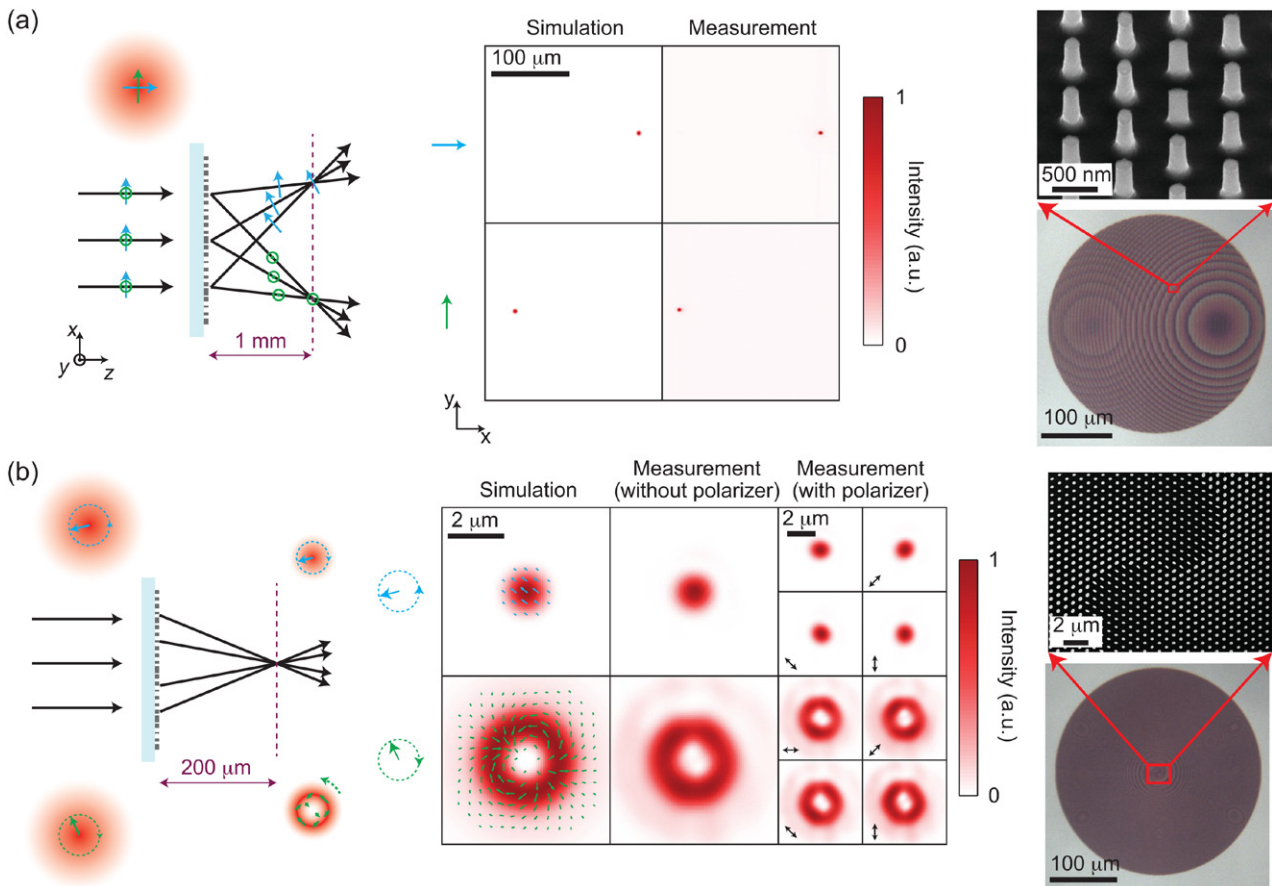 (a)
Simulation
Measurement
100 μm
1
Intensity (a.u.)
0
500 nm
1 mm
x
y
z
y
x
100 μm
(b)
Simulation
Measurement
(without polarizer)
Measurement
(with polarizer)
2 μm
2 μm
1
Intensity (a.u.)
0
2 μm
200 μm
100 μm